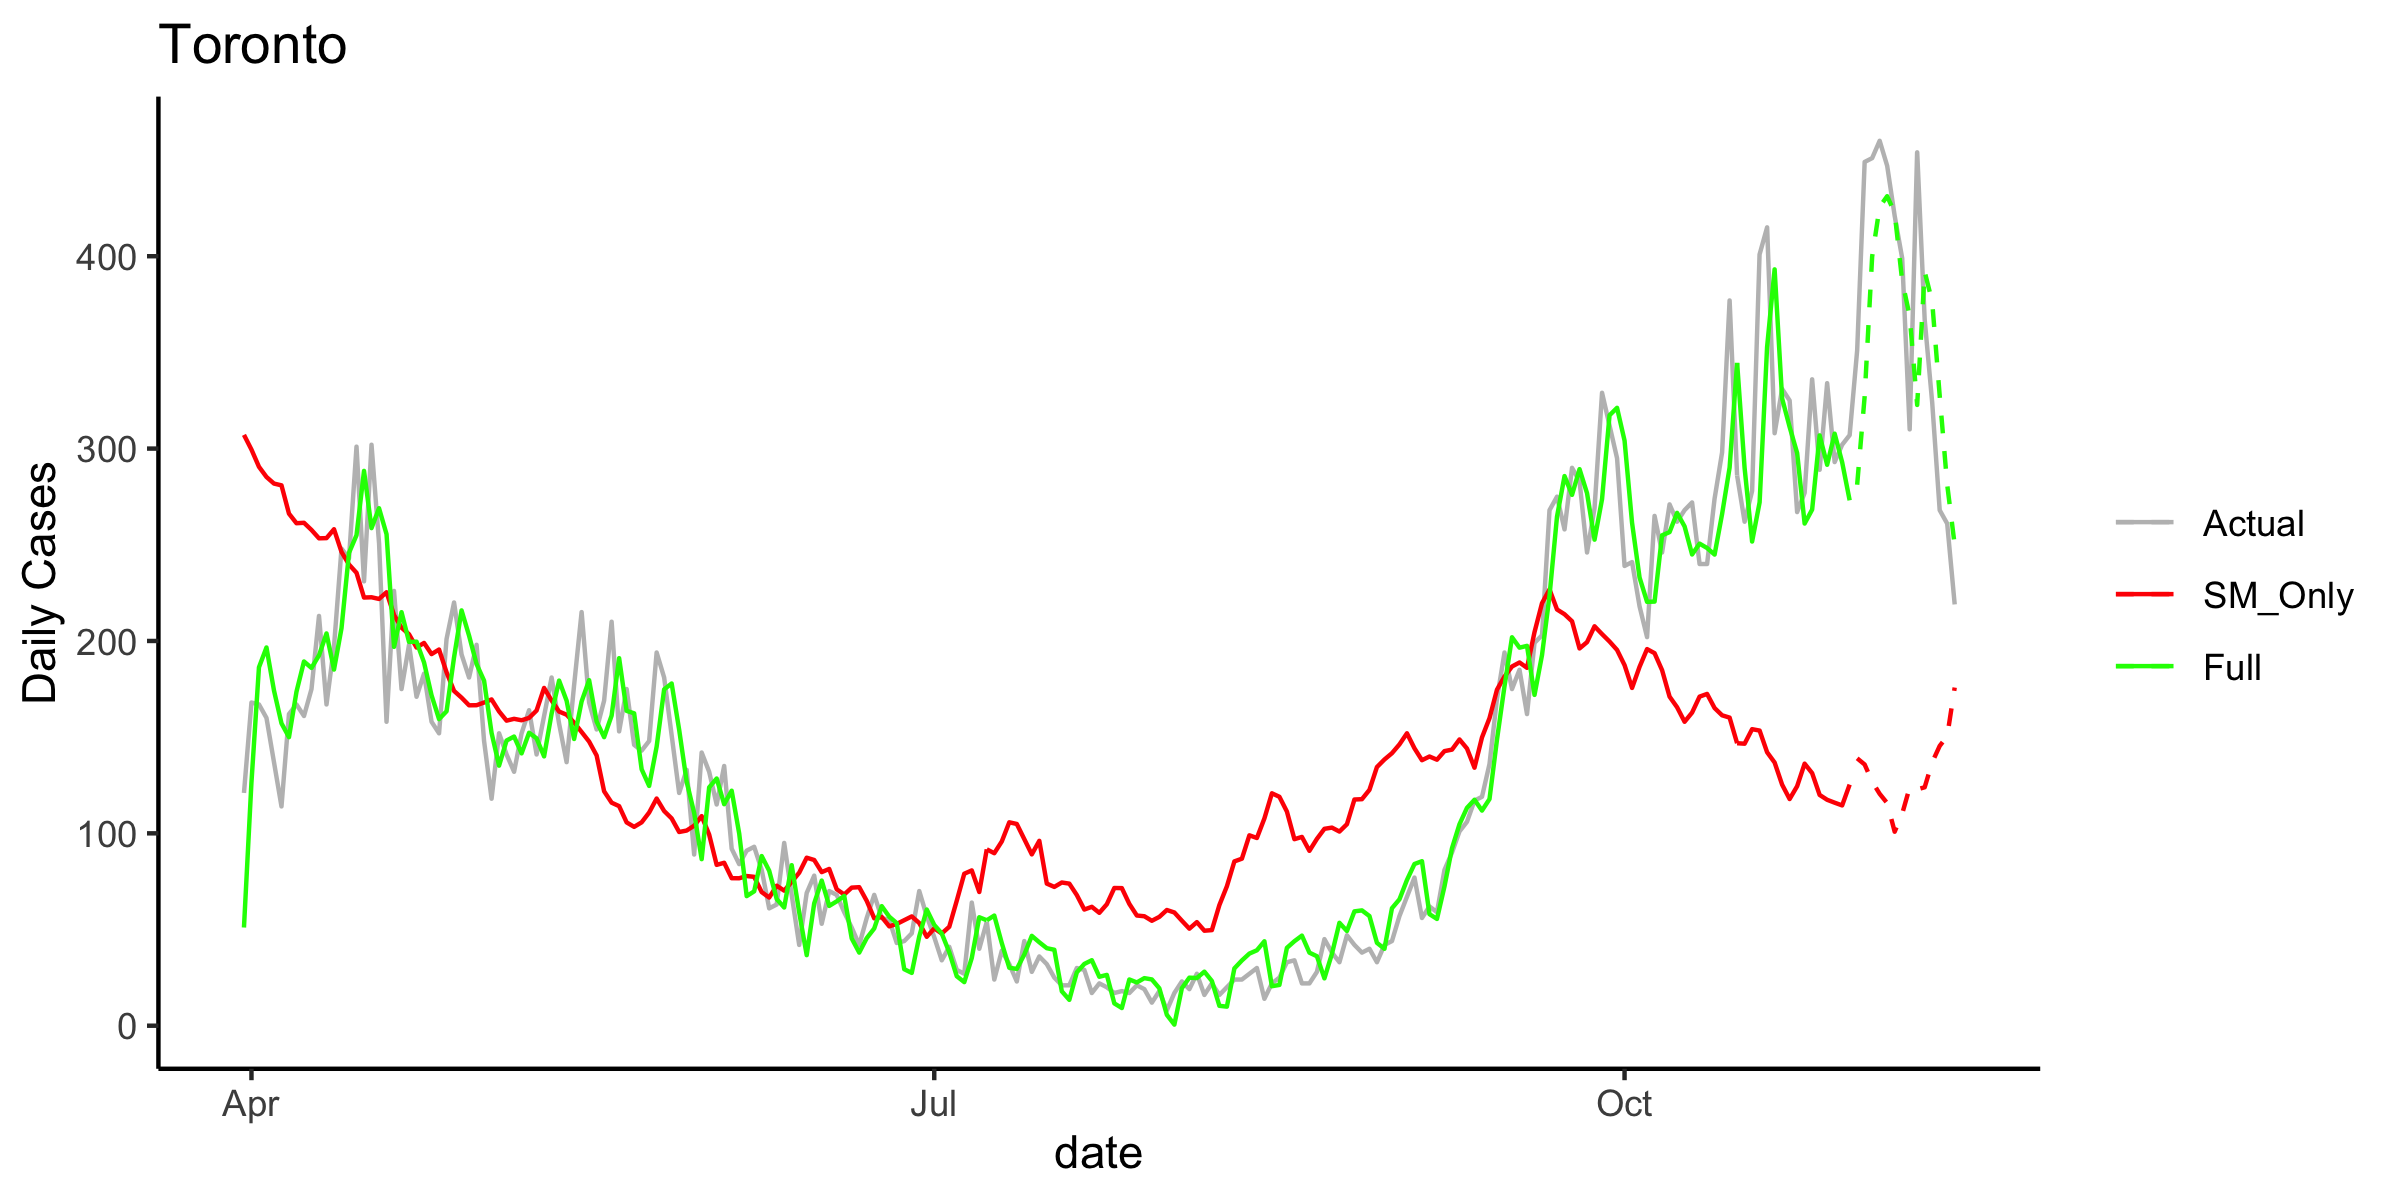 Toronto
Daily Cases
400
300
200
100
0
Apr
Jul
Oct
date
Actual
SM_Only
Full